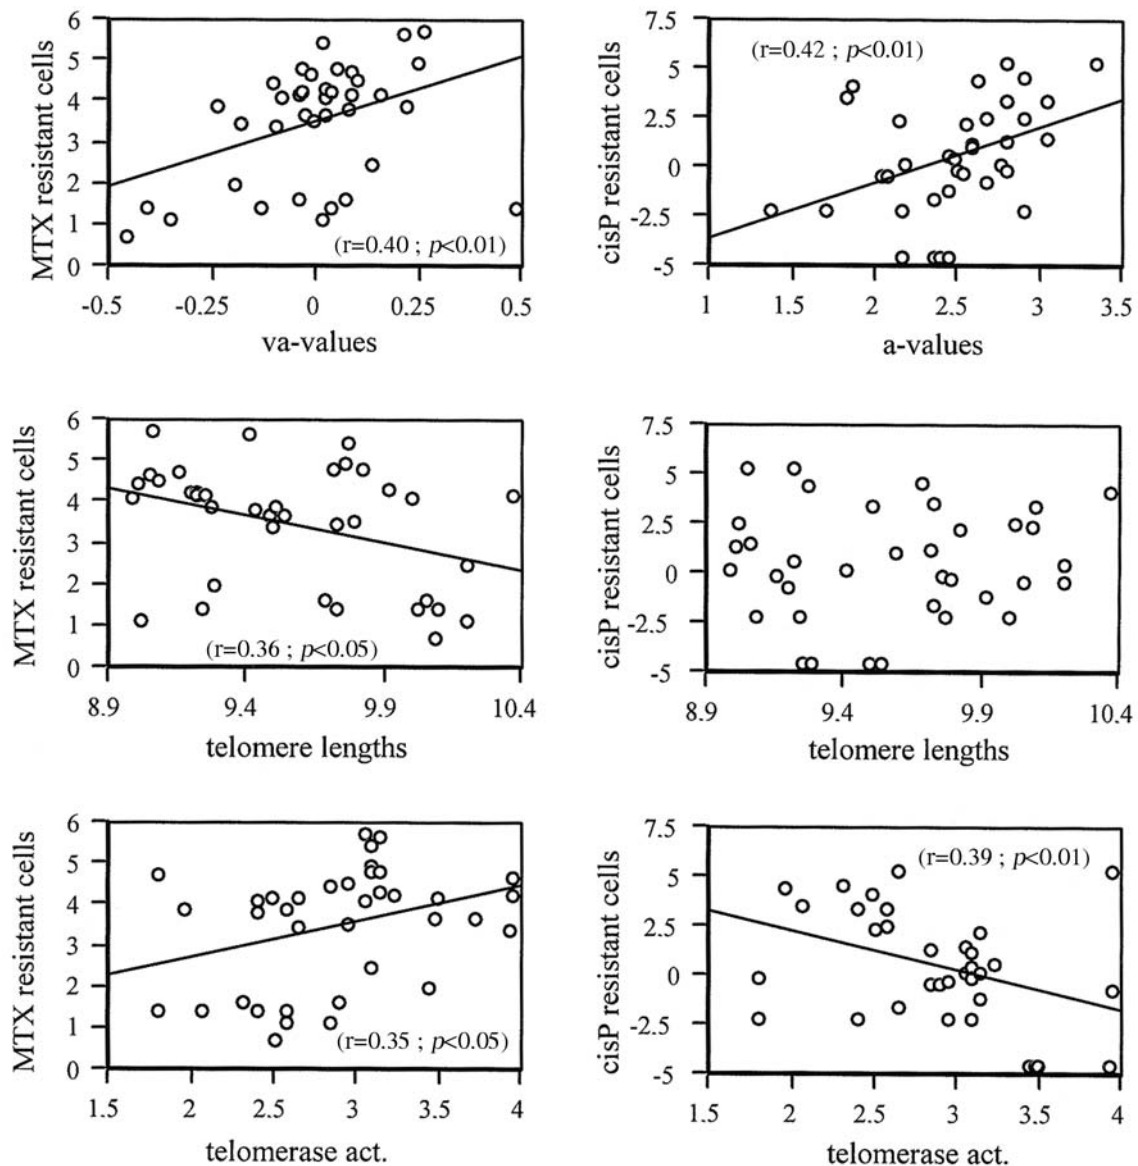 MTX resistant cells
6
5
4
3
2
1
0
(r=0.40 ; p<0.01)
-0.5 -0.25 0 0.25 0.5
va-values
cisP resistant cells
7.5
5
2.5
0
-2.5
-5
(r=0.42 ; p<0.01)
1 1.5 2 2.5 3 3.5
a-values
MTX resistant cells
6
5
4
3
2
1
0
(r=0.36 ; p<0.05)
8.9 9.4 9.9 10.4
telomere lengths
cisP resistant cells
7.5
5
2.5
0
-2.5
-5
8.9 9.4 9.9 10.4
telomere lengths
MTX resistant cells
6
5
4
3
2
1
0
(r=0.35 ; p<0.05)
1.5 2 2.5 3 3.5 4
telomerase act.
cisP resistant cells
7.5
5
2.5
0
-2.5
-5
(r=0.39 ; p<0.01)
1.5 2 2.5 3 3.5 4
telomerase act.